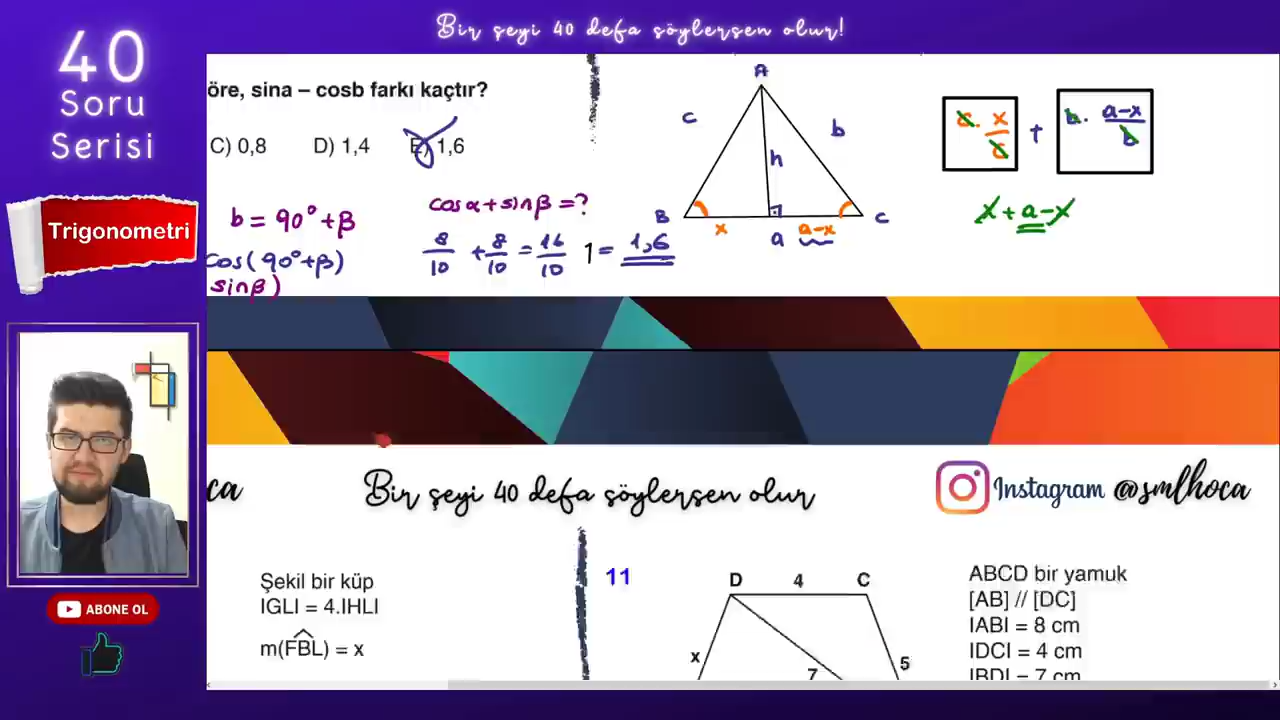 Bir şeyi 40 defa söylersen olur!
40
Soru
Serisi
Trigonometri
ABONE OL
öre, sina – cosb farkı kaçtır?
C) 0,8 D) 1,4 E) 1,6
b = 90° + β
cos(90°+β)
sinβ)
cosα + sinβ = ?
8/10 + 8/10 = 16/10 1 = 1,6
A
c
b
h
B
C
x
a
a-x
c. x/c + b. a-x/b
x + a - x
ca
Bir şeyi 40 defa söylersen olur
Instagram @smlhoca
Şekil bir küp
IGLI = 4.IHLI
m(FBL) = x
11
D 4 C
x
7
5
ABCD bir yamuk
[AB] // [DC]
IABI = 8 cm
IDCI = 4 cm
IBDI = 7 cm